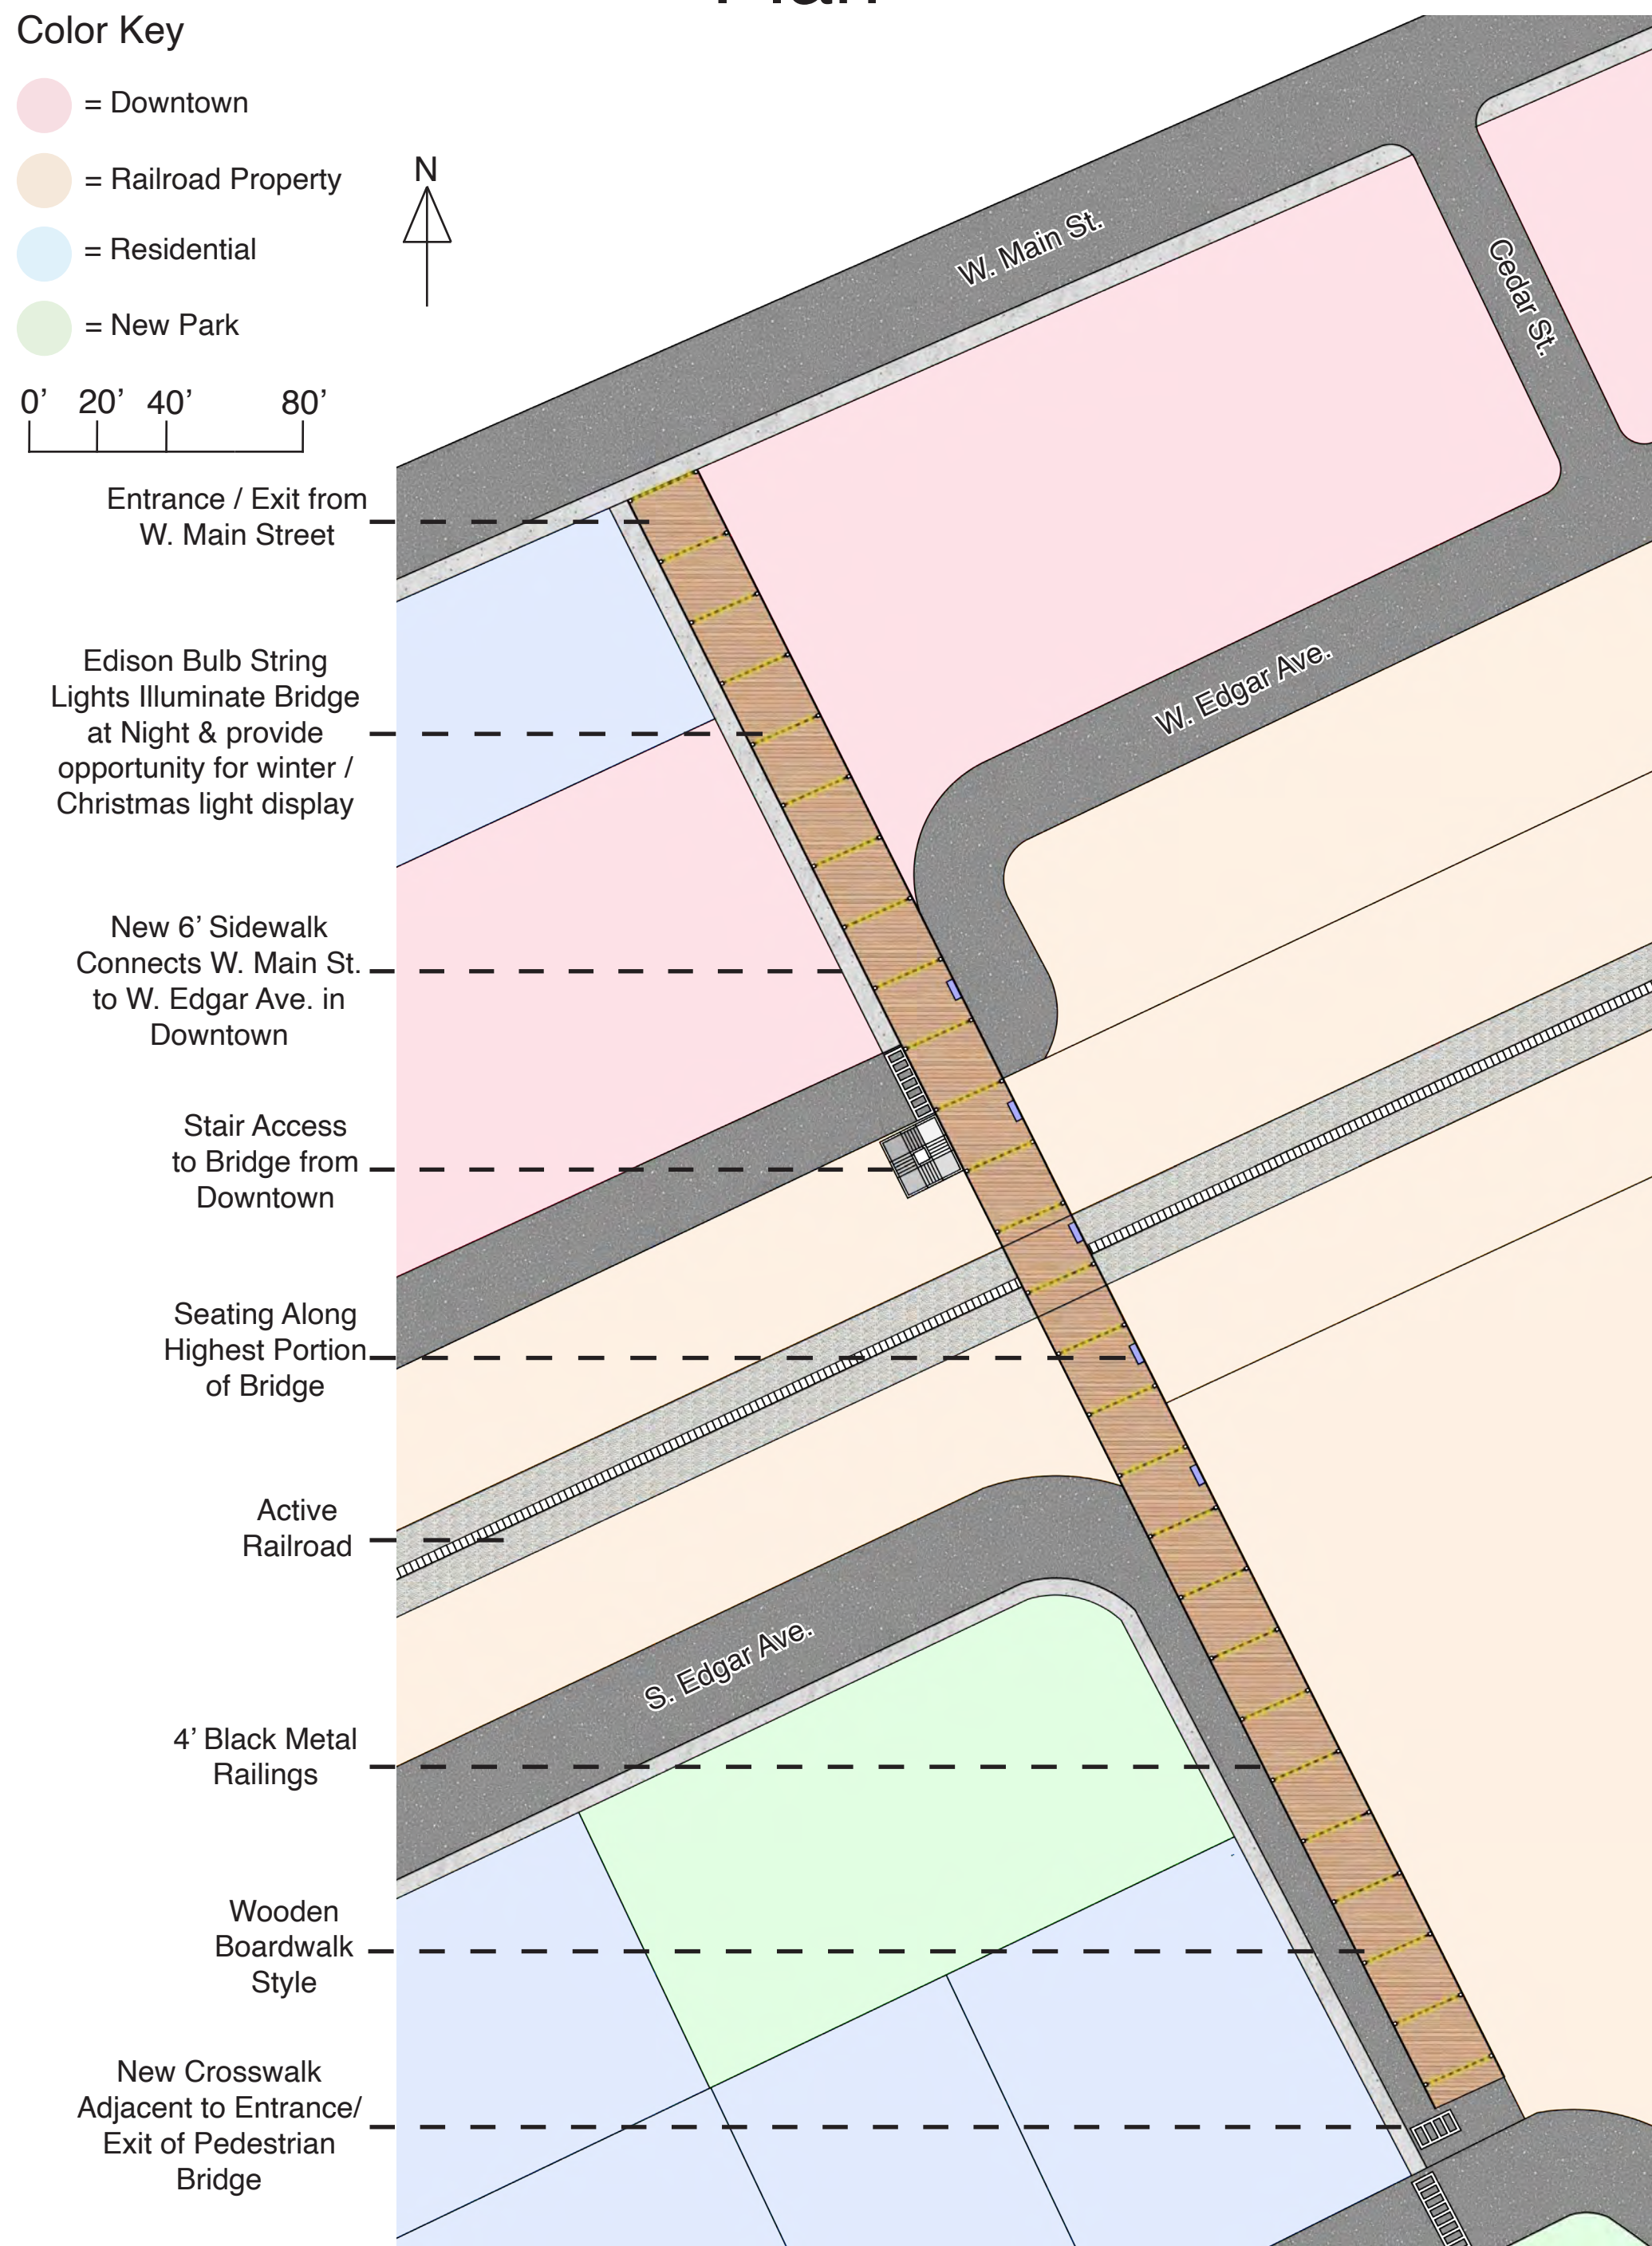 Color Key
= Downtown
= Railroad Property
= Residential
= New Park
N
0’ 20’ 40’ 80’
W. Main St.
Cedar St.
W. Edgar Ave.
S. Edgar Ave.
Entrance / Exit from
W. Main Street
Edison Bulb String
Lights Illuminate Bridge
at Night & provide
opportunity for winter /
Christmas light display
New 6’ Sidewalk
Connects W. Main St.
to W. Edgar Ave. in
Downtown
Stair Access
to Bridge from
Downtown
Seating Along
Highest Portion
of Bridge
Active
Railroad
4’ Black Metal
Railings
Wooden
Boardwalk
Style
New Crosswalk
Adjacent to Entrance/
Exit of Pedestrian
Bridge